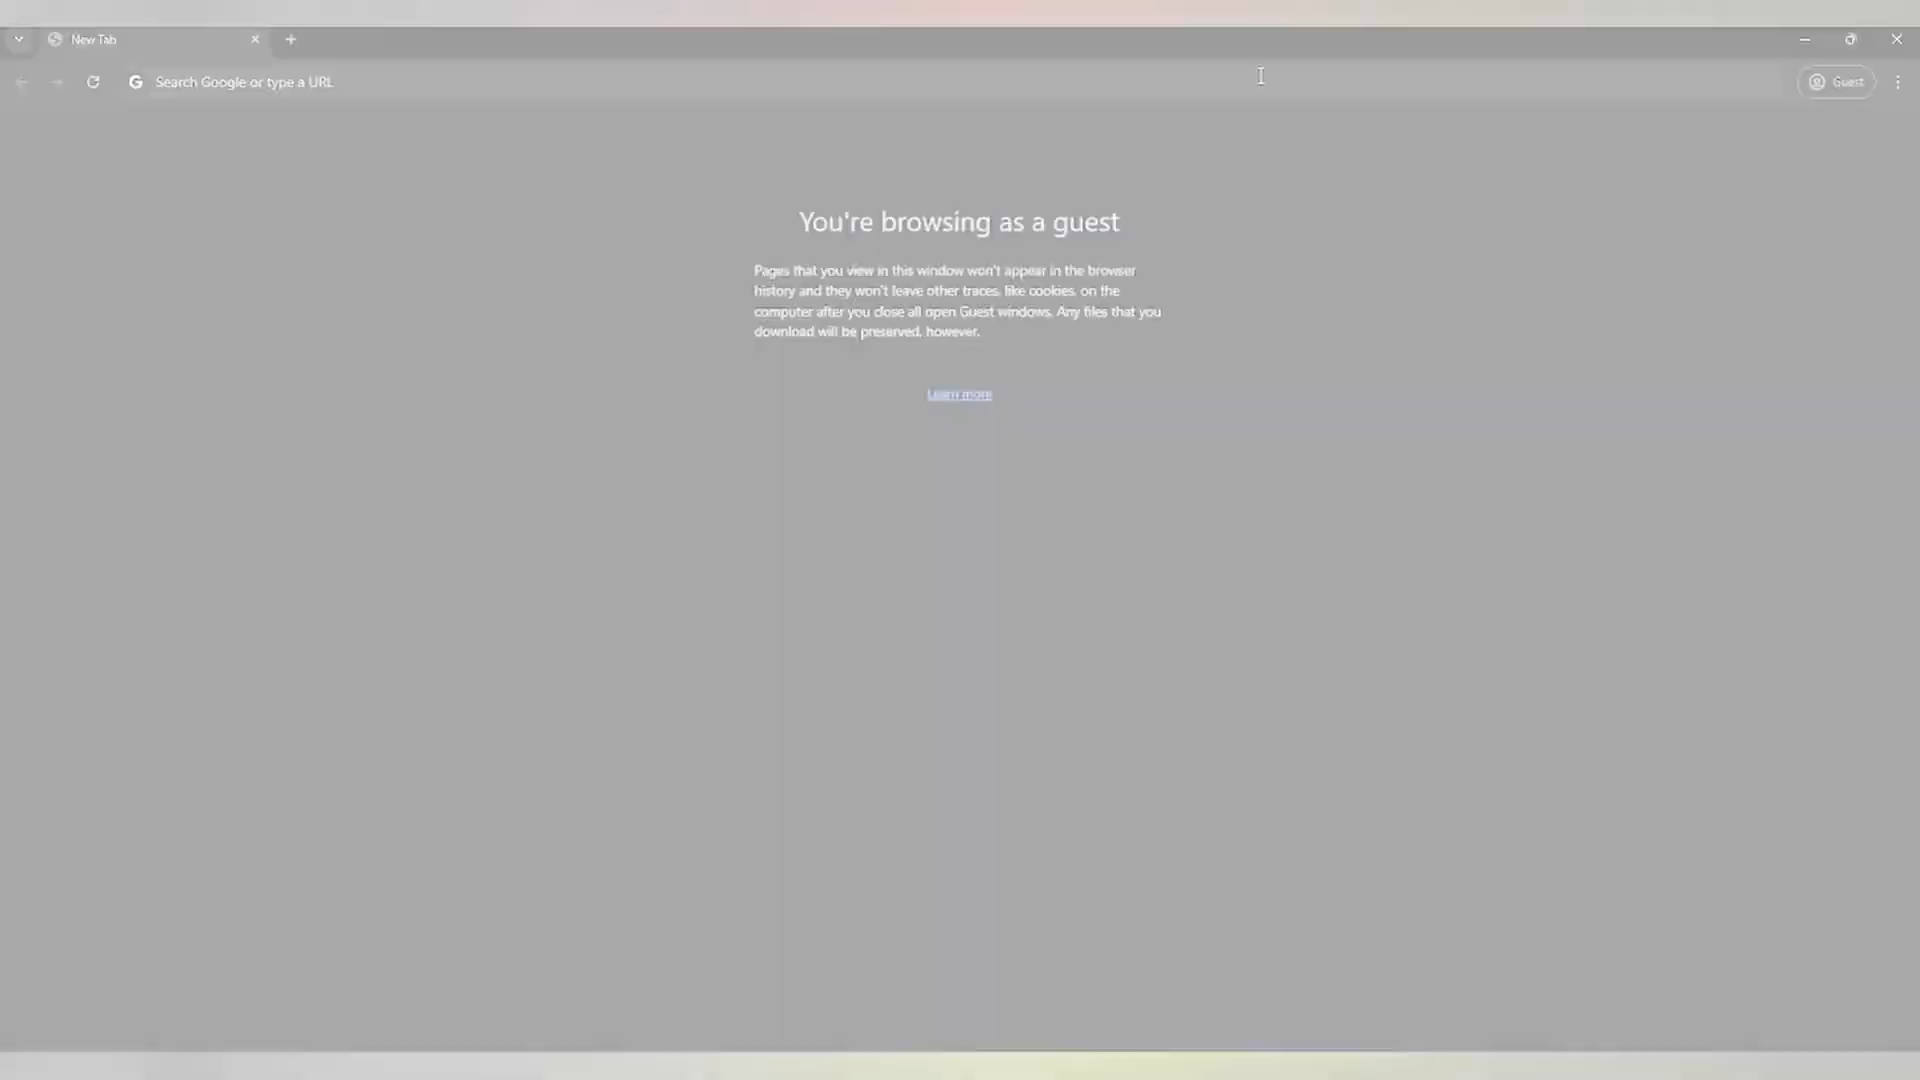 New Tab
Search Google or type a URL
Guest
You're browsing as a guest
Pages that you view in this window won't appear in the browser
history and they won't leave other traces, like cookies, on the
computer after you close all open Guest windows. Any files that you
download will be preserved, however.
Learn more